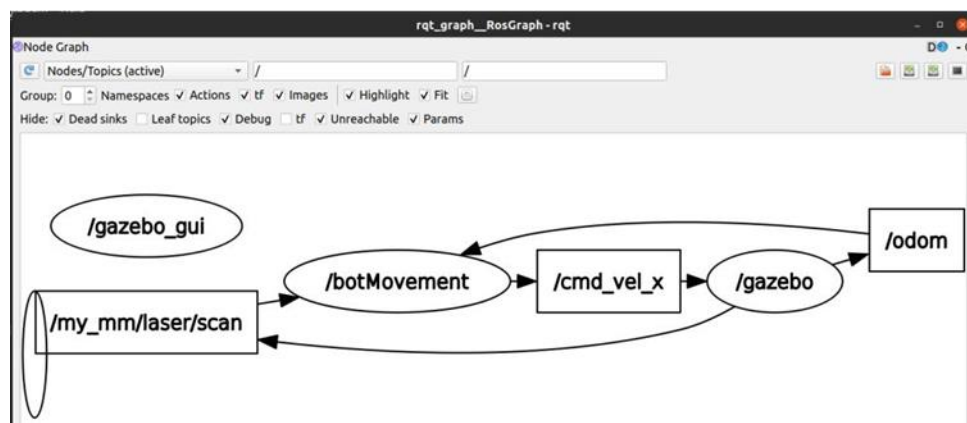 rqt_graph__RosGraph - rqt
Node Graph
D
Nodes/Topics (active) / /
Group: 0 Namespaces Actions tf Images Highlight Fit
Hide: Dead sinks Leaf topics Debug tf Unreachable Params
/gazebo_gui
/odom
/botMovement
/cmd_vel_x
/gazebo
/my_mm/laser/scan